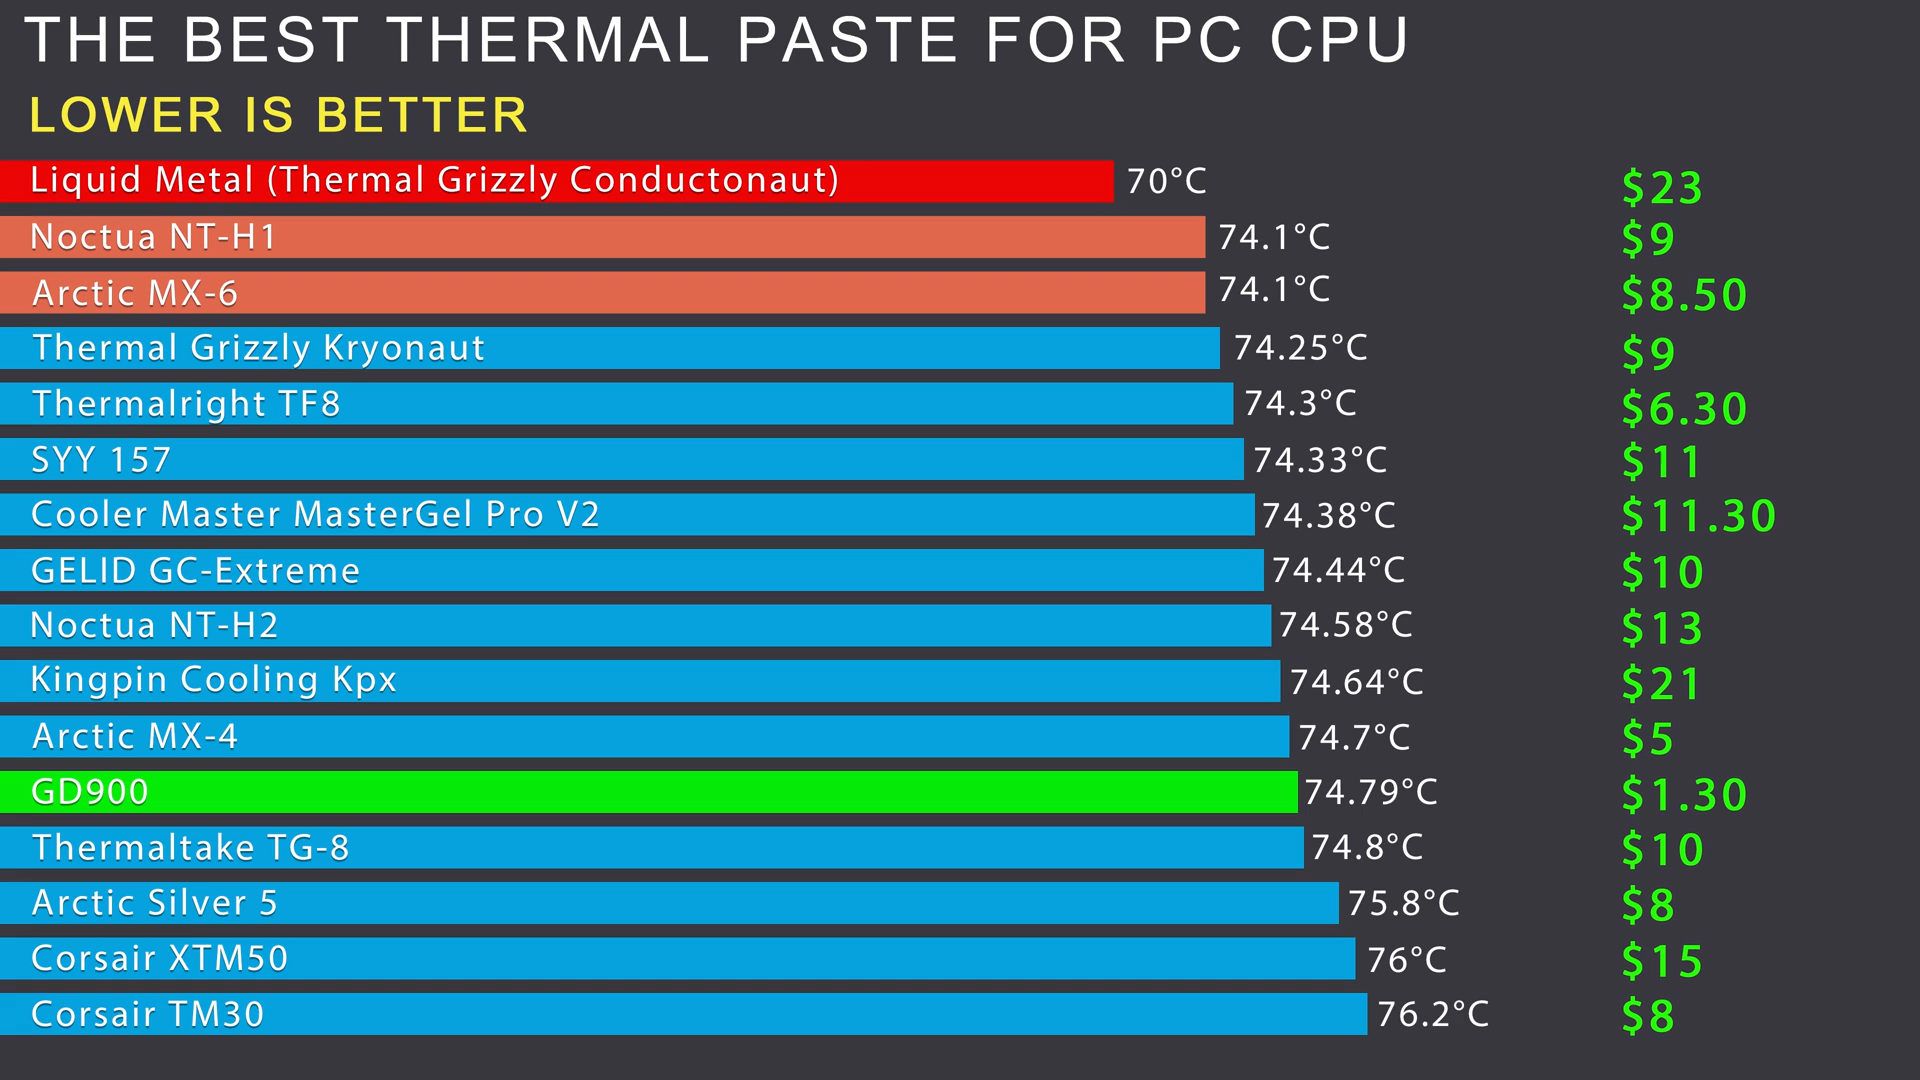 THE BEST THERMAL PASTE FOR PC CPU
LOWER IS BETTER
Liquid Metal (Thermal Grizzly Conductonaut) 70°C $23
Noctua NT-H1 74.1°C $9
Arctic MX-6 74.1°C $8.50
Thermal Grizzly Kryonaut 74.25°C $9
Thermalright TF8 74.3°C $6.30
SYY 157 74.33°C $11
Cooler Master MasterGel Pro V2 74.38°C $11.30
GELID GC-Extreme 74.44°C $10
Noctua NT-H2 74.58°C $13
Kingpin Cooling Kpx 74.64°C $21
Arctic MX-4 74.7°C $5
GD900 74.79°C $1.30
Thermaltake TG-8 74.8°C $10
Arctic Silver 5 75.8°C $8
Corsair XTM50 76°C $15
Corsair TM30 76.2°C $8